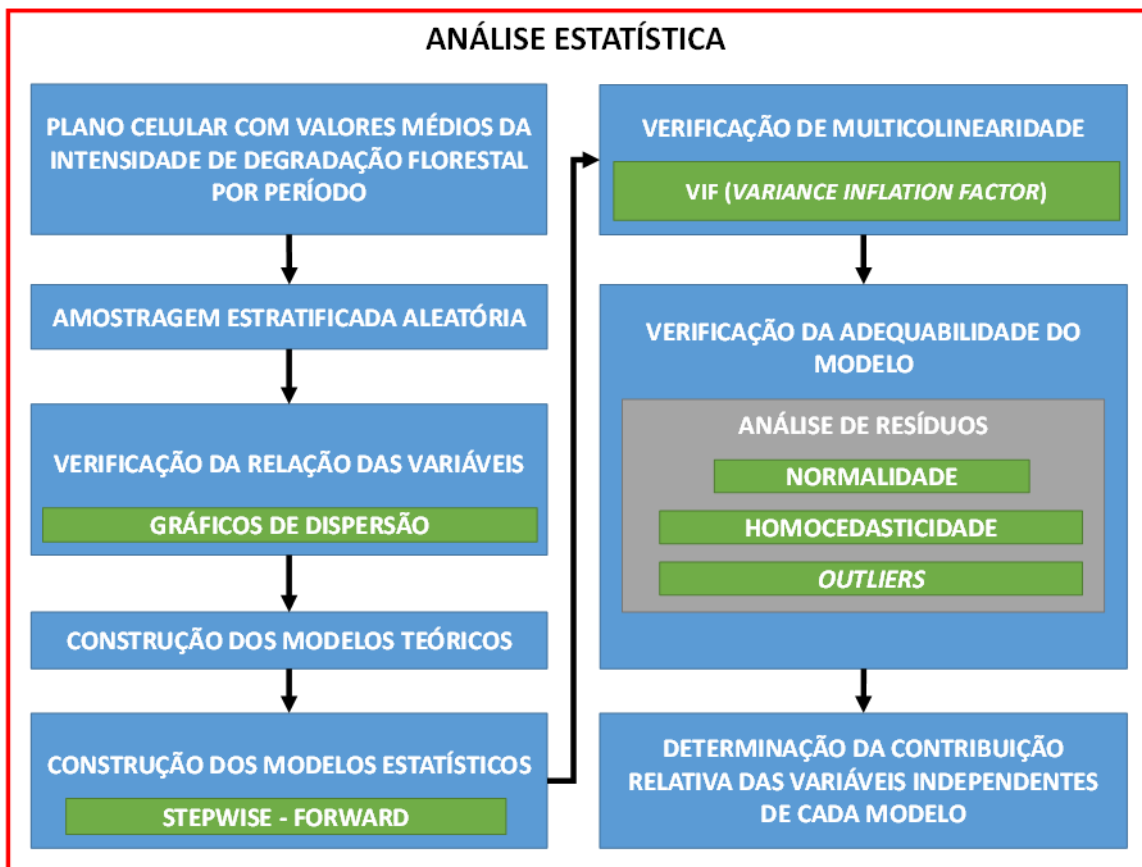 ANÁLISE ESTATÍSTICA
PLANO CELULAR COM VALORES MÉDIOS DA
INTENSIDADE DE DEGRADAÇÃO FLORESTAL
POR PERÍODO
AMOSTRAGEM ESTRATIFICADA ALEATÓRIA
VERIFICAÇÃO DA RELAÇÃO DAS VARIÁVEIS
GRÁFICOS DE DISPERSÃO
CONSTRUÇÃO DOS MODELOS TEÓRICOS
CONSTRUÇÃO DOS MODELOS ESTATÍSTICOS
STEPWISE - FORWARD
VERIFICAÇÃO DE MULTICOLINEARIDADE
VIF (VARIANCE INFLATION FACTOR)
VERIFICAÇÃO DA ADEQUABILIDADE DO
MODELO
ANÁLISE DE RESÍDUOS
NORMALIDADE
HOMOCEDASTICIDADE
OUTLIERS
DETERMINAÇÃO DA CONTRIBUIÇÃO
RELATIVA DAS VARIÁVEIS INDEPENDENTES
DE CADA MODELO